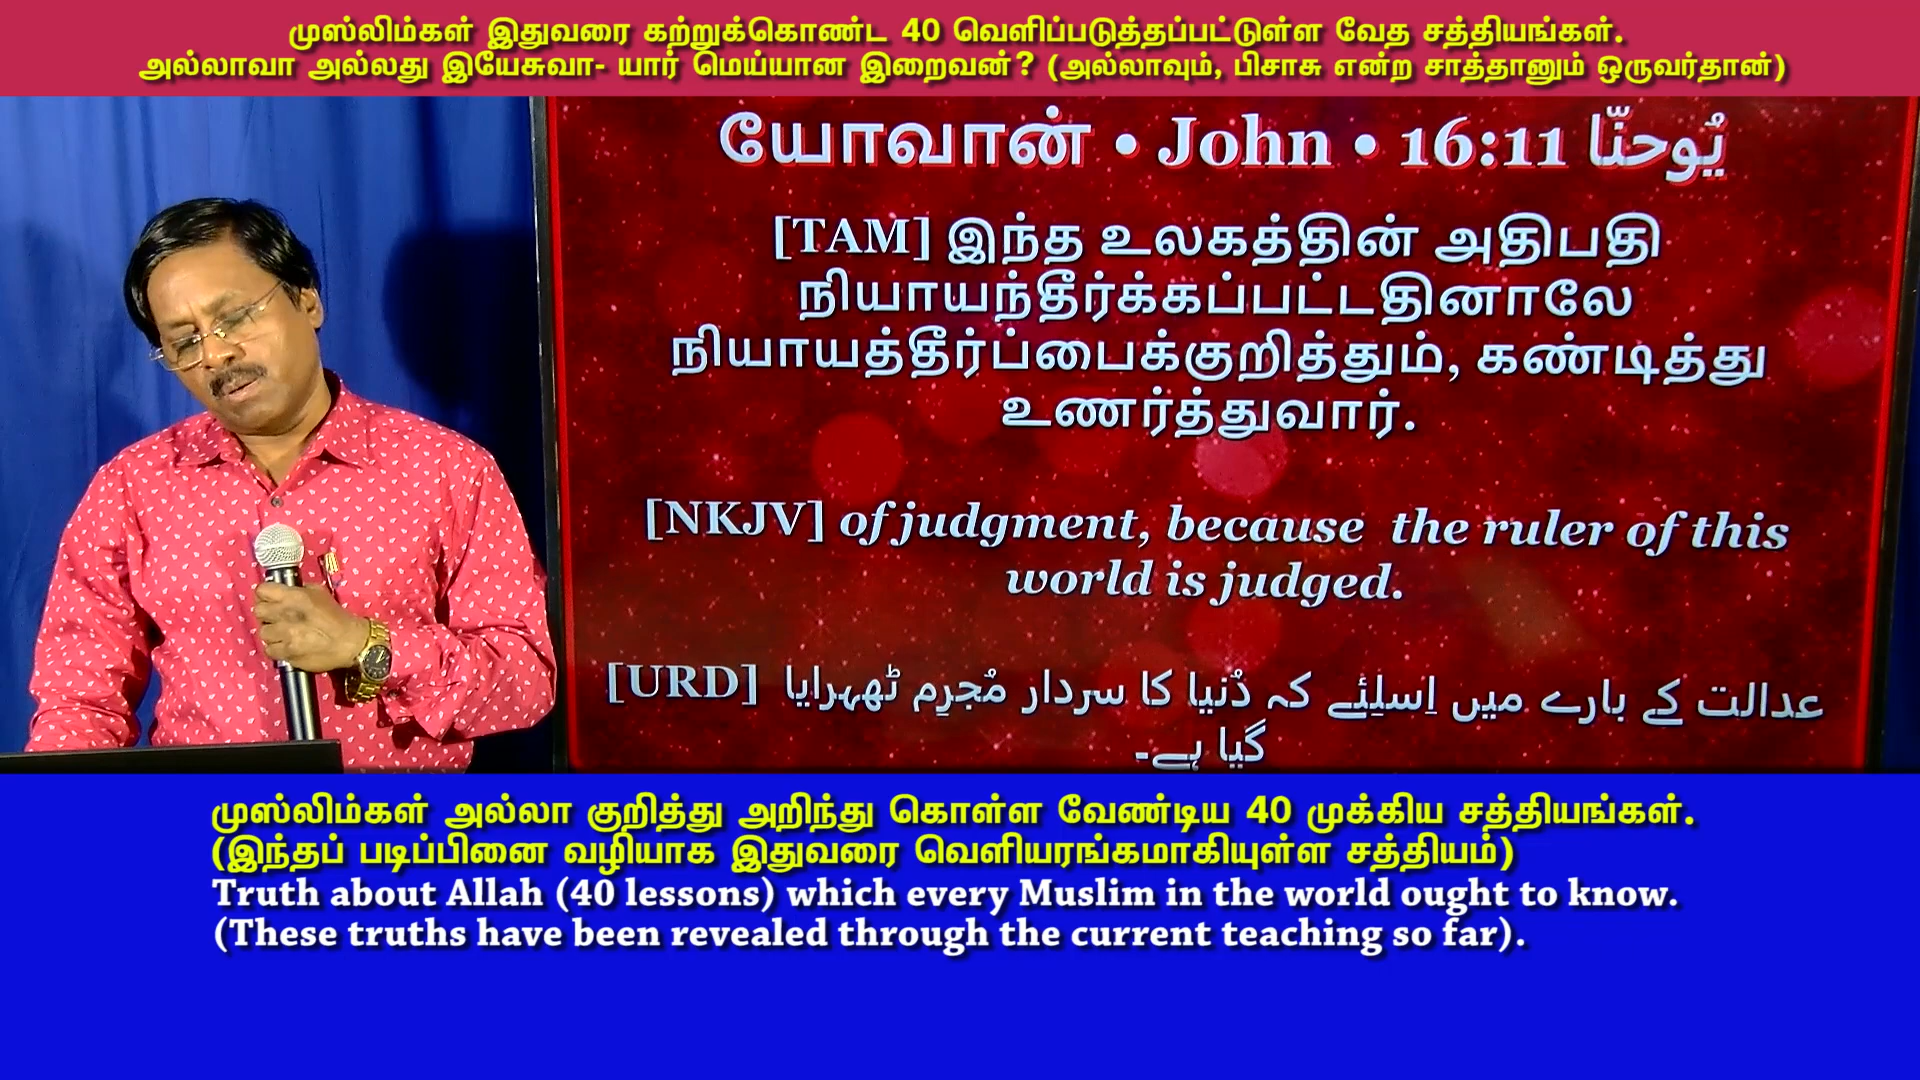 முஸ்லிம்கள் இதுவரை கற்றுக்கொண்ட 40 வெளிப்படுத்தப்பட்டுள்ள வேத சத்தியங்கள்.
அல்லாவா அல்லது இயேசுவா- யார் மெய்யான இறைவன்? (அல்லாவும், பிசாசு என்ற சாத்தானும் ஒருவர்தான்)
யோவான் • John • 16:11 یُوحنّا
[TAM] இந்த உலகத்தின் அதிபதி
நியாயந்தீர்க்கப்பட்டதினாலே
நியாயத்தீர்ப்பைக்குறித்தும், கண்டித்து
உணர்த்துவார்.
[NKJV] of judgment, because the ruler of this
world is judged.
[URD] عدالت کے بارے میں اِسلِئے کہ دُنیا کا سردار مُجرِم ٹھہرایا
گیا ہے۔
முஸ்லிம்கள் அல்லா குறித்து அறிந்து கொள்ள வேண்டிய 40 முக்கிய சத்தியங்கள்.
(இந்தப் படிப்பினை வழியாக இதுவரை வெளியரங்கமாகியுள்ள சத்தியம்)
Truth about Allah (40 lessons) which every Muslim in the world ought to know.
(These truths have been revealed through the current teaching so far).